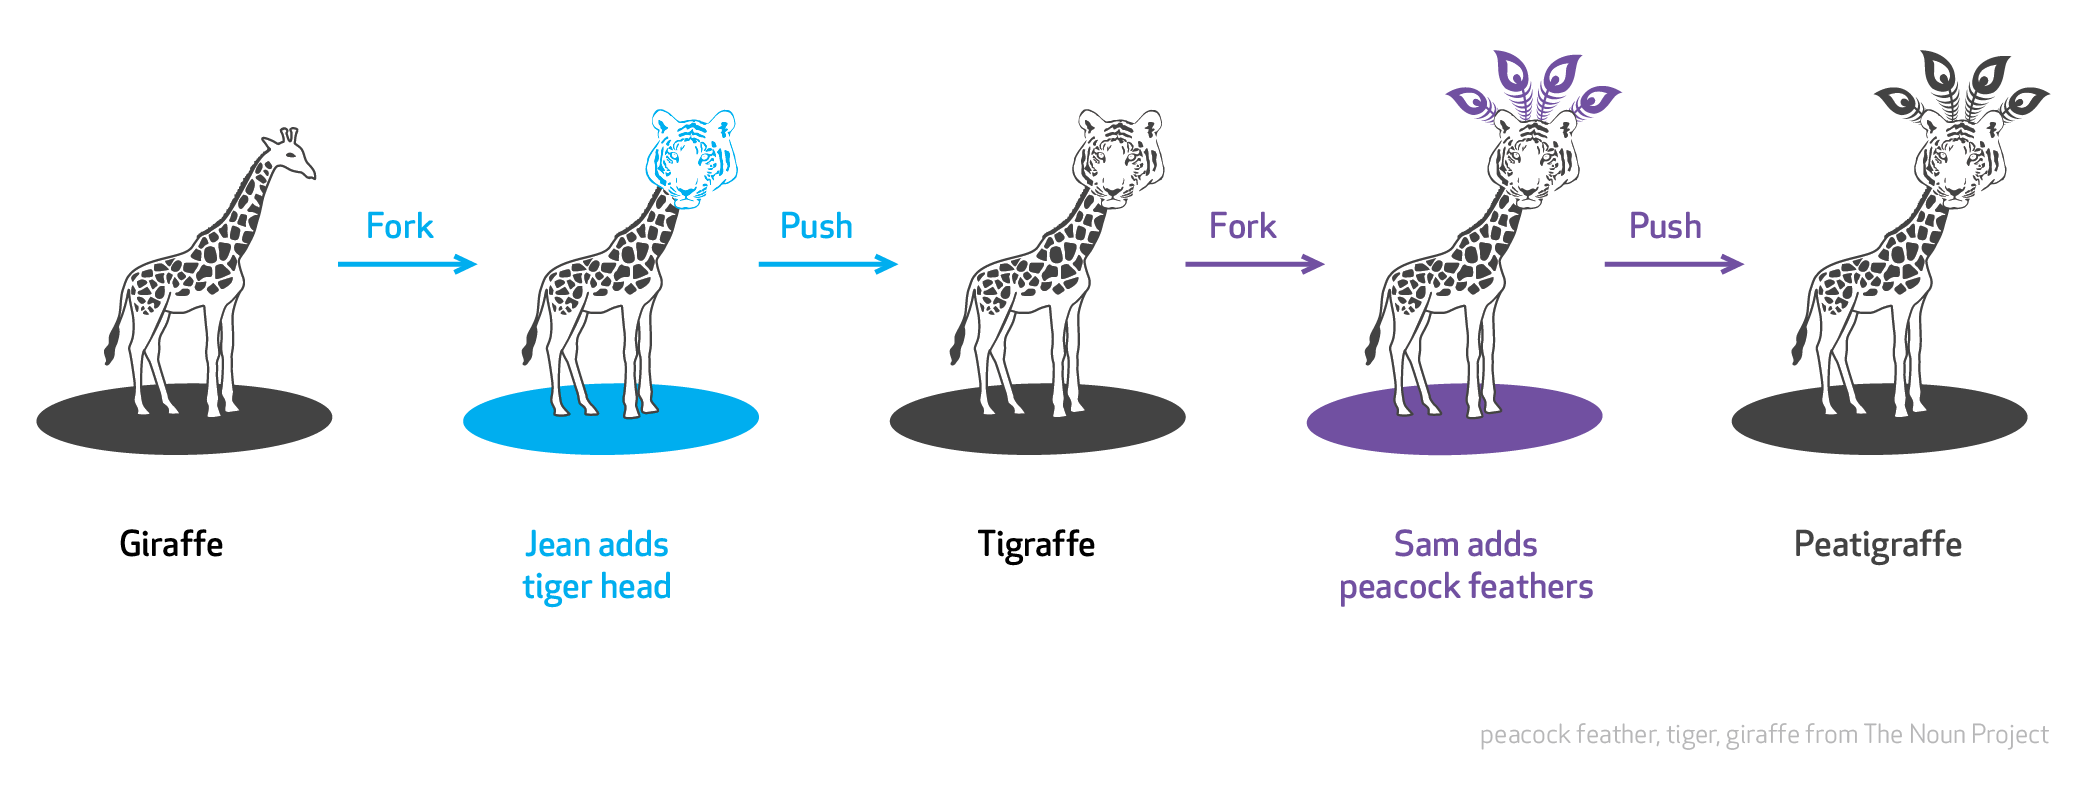 Fork
Push
Fork
Push
Giraffe
Jean adds
tiger head
Tigraffe
Sam adds
peacock feathers
Peatigraffe
peacock feather, tiger, giraffe from The Noun Project